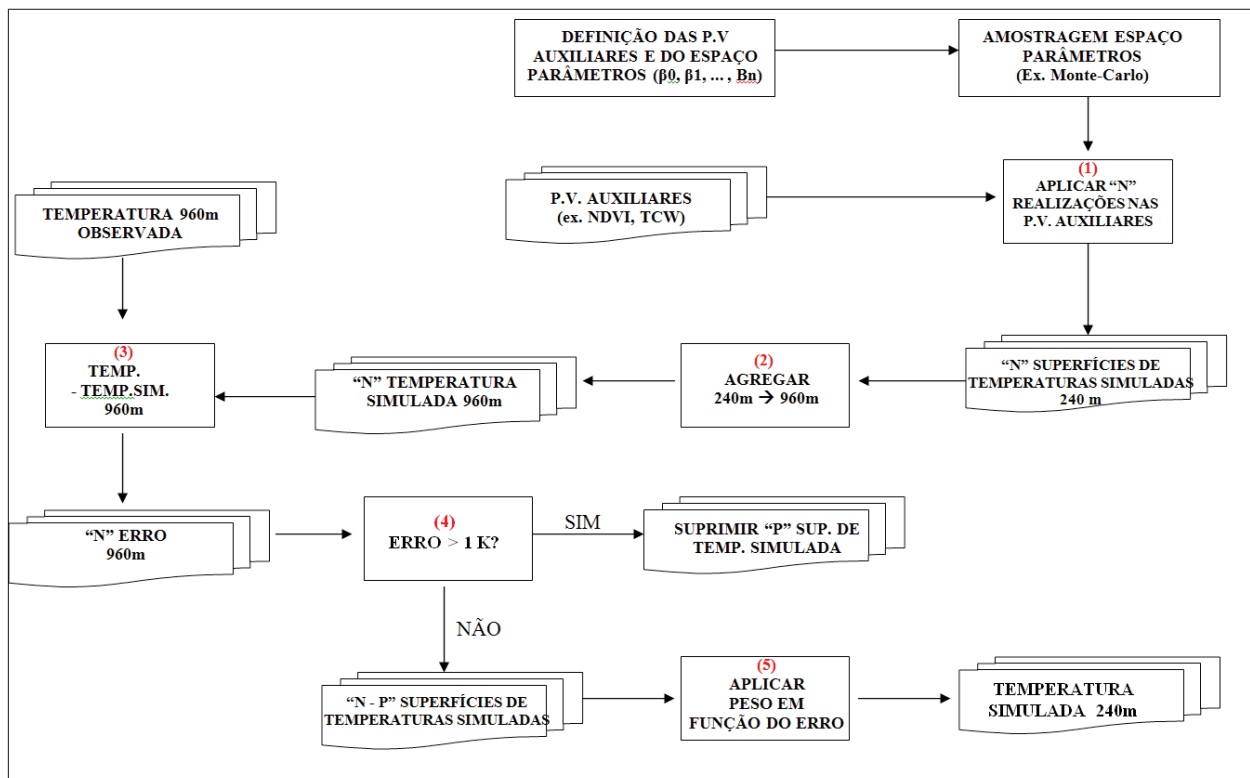 DEFINIÇÃO DAS P.V
AUXILIARES E DO ESPAÇO
PARÂMETROS (β0, β1, ... , Bn)
AMOSTRAGEM ESPAÇO
PARÂMETROS
(Ex. Monte-Carlo)
TEMPERATURA 960m
OBSERVADA
P.V. AUXILIARES
(ex. NDVI, TCW)
(1)
APLICAR “N”
REALIZAÇÕES NAS
P.V. AUXILIARES
(3)
TEMP.
- TEMP.SIM.
960m
“N” TEMPERATURA
SIMULADA 960m
(2)
AGREGAR
240m → 960m
“N” SUPERFÍCIES DE
TEMPERATURAS SIMULADAS
240 m
“N” ERRO
960m
(4)
ERRO > 1 K?
SIM
SUPRIMIR “P” SUP. DE
TEMP. SIMULADA
NÃO
“N - P” SUPERFÍCIES DE
TEMPERATURAS SIMULADAS
(5)
APLICAR
PESO EM
FUNÇÃO DO ERRO
TEMPERATURA
SIMULADA 240m